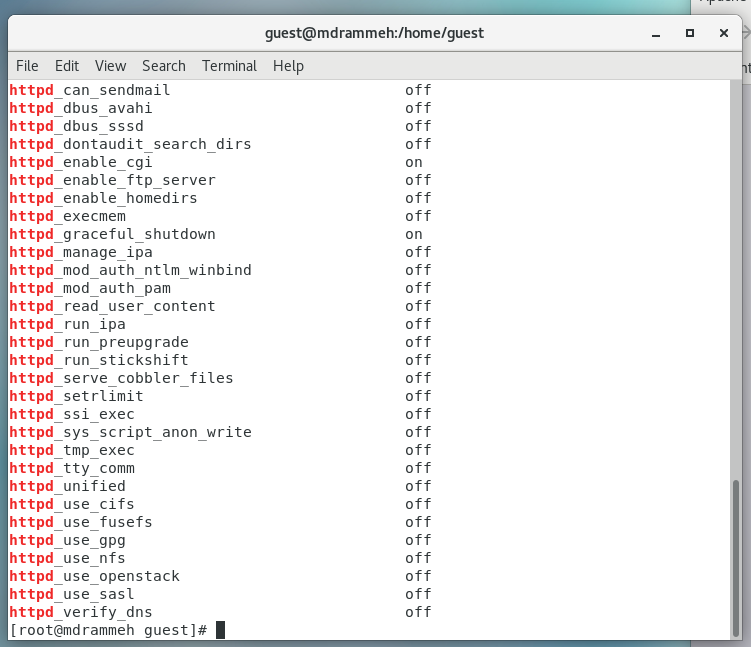 Apache
guest@mdrammeh:/home/guest
File Edit View Search Terminal Help
httpd_can_sendmail off
httpd_dbus_avahi off
httpd_dbus_sssd off
httpd_dontaudit_search_dirs off
httpd_enable_cgi on
httpd_enable_ftp_server off
httpd_enable_homedirs off
httpd_execmem off
httpd_graceful_shutdown on
httpd_manage_ipa off
httpd_mod_auth_ntlm_winbind off
httpd_mod_auth_pam off
httpd_read_user_content off
httpd_run_ipa off
httpd_run_preupgrade off
httpd_run_stickshift off
httpd_serve_cobbler_files off
httpd_setrlimit off
httpd_ssi_exec off
httpd_sys_script_anon_write off
httpd_tmp_exec off
httpd_tty_comm off
httpd_unified off
httpd_use_cifs off
httpd_use_fusefs off
httpd_use_gpg off
httpd_use_nfs off
httpd_use_openstack off
httpd_use_sasl off
httpd_verify_dns off
[root@mdrammeh guest]#